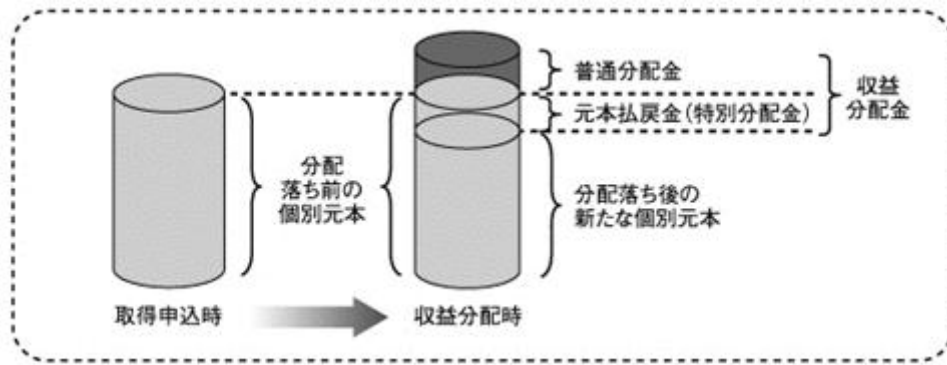 普通分配金
元本払戻金(特別分配金)
収益
分配金
分配
落ち前の
個別元本
分配落ち後の
新たな個別元本
取得申込時
収益分配時